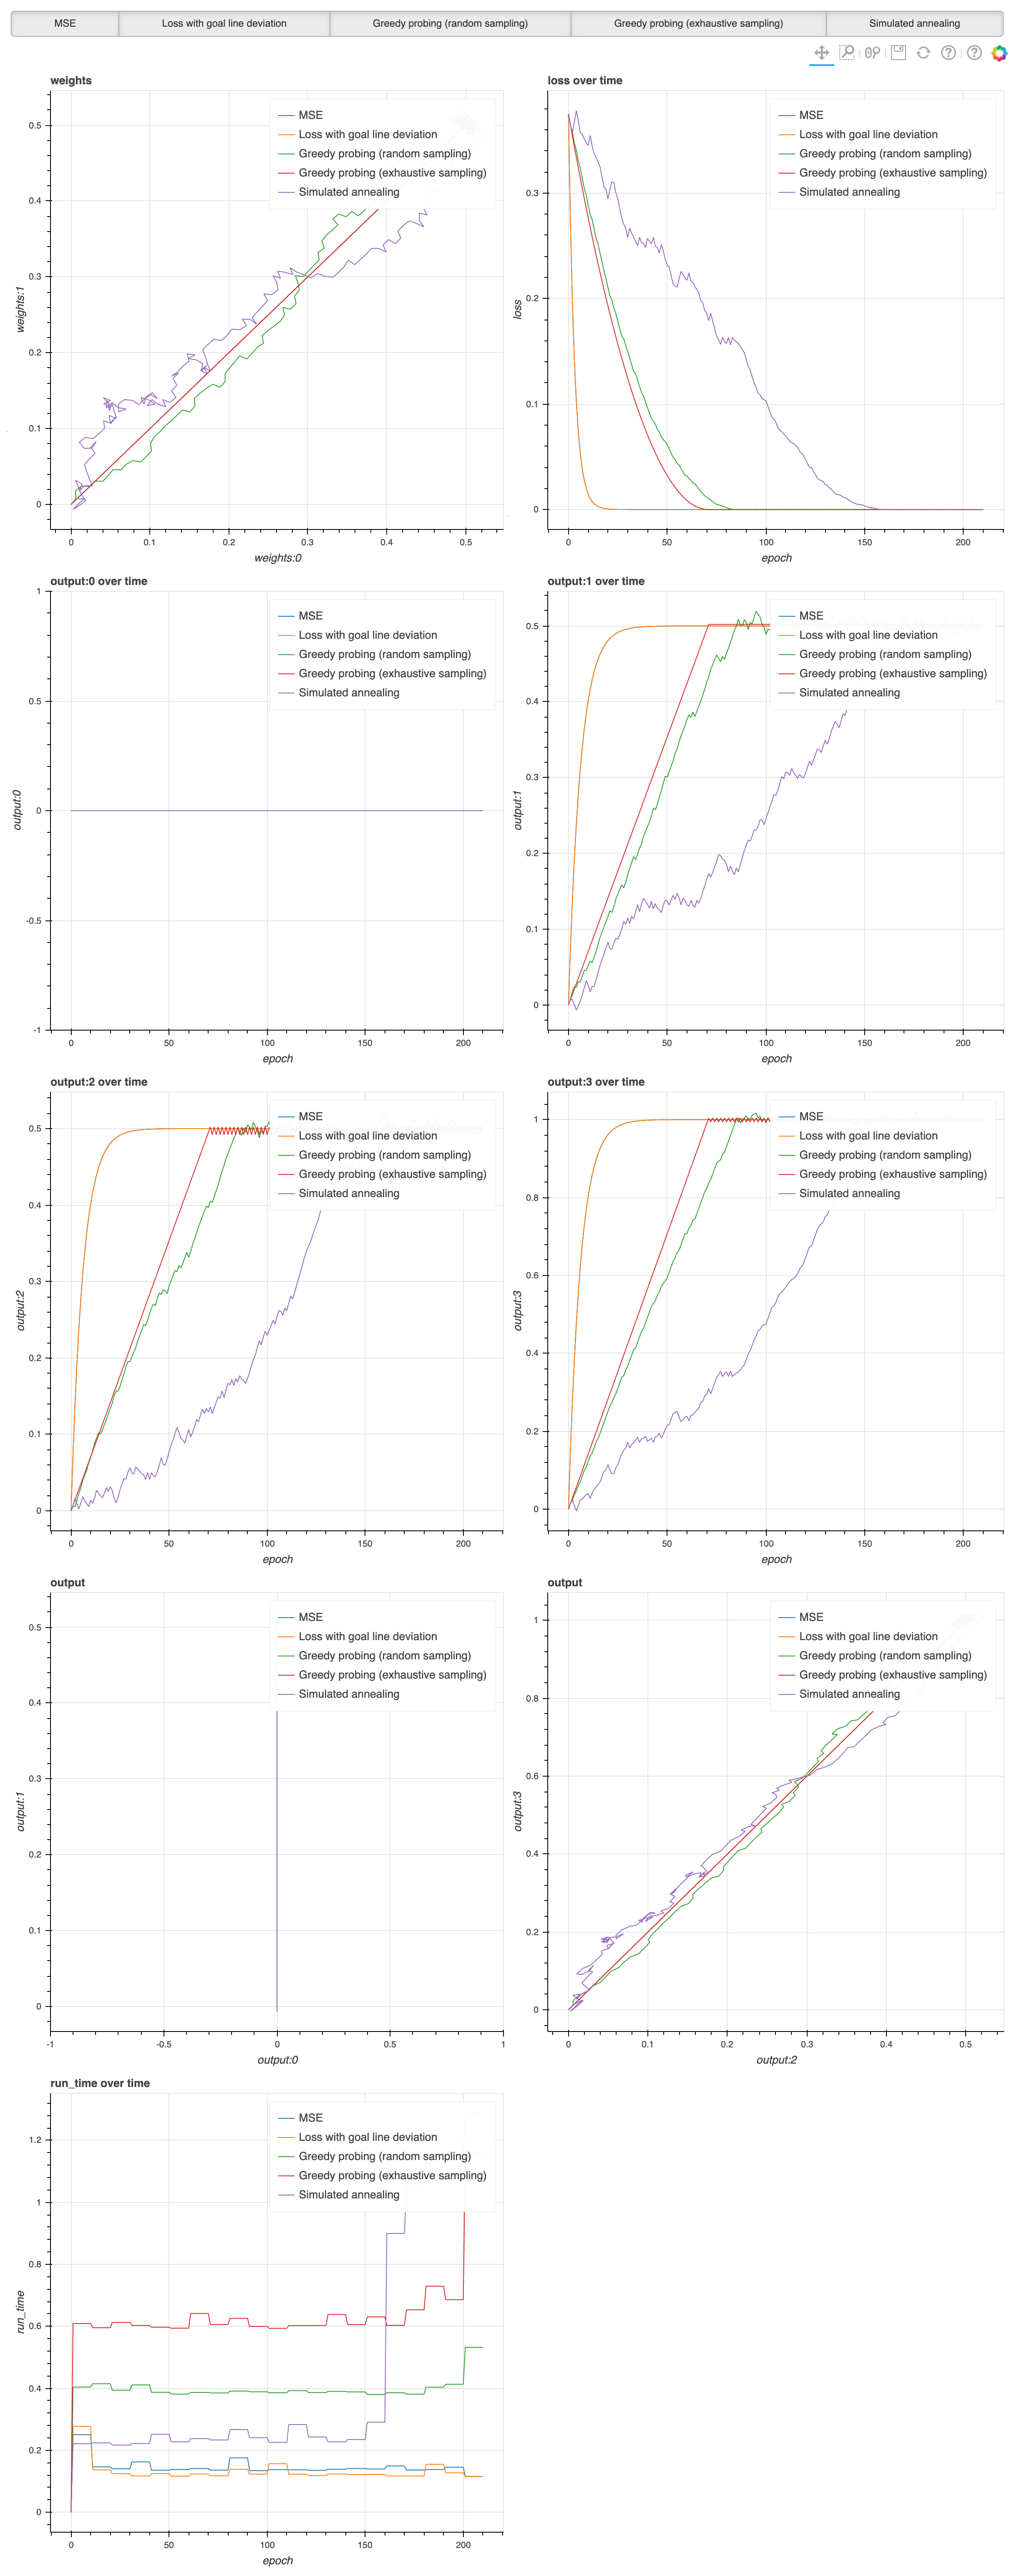 MSE
Loss with goal line deviation
Greedy probing (random sampling)
Greedy probing (exhaustive sampling)
Simulated annealing
weights
MSE
Loss with goal line deviation
Greedy probing (random sampling)
Greedy probing (exhaustive sampling)
Simulated annealing
0.5
0.4
0.3
0.2
0.1
0
weights:1
0 0.1 0.2 0.3 0.4 0.5
weights:0
loss over time
MSE
Loss with goal line deviation
Greedy probing (random sampling)
Greedy probing (exhaustive sampling)
Simulated annealing
0.3
0.2
0.1
0
loss
0 50 100 150 200
epoch
output:0 over time
MSE
Loss with goal line deviation
Greedy probing (random sampling)
Greedy probing (exhaustive sampling)
Simulated annealing
1
0.5
0
-0.5
-1
output:0
0 50 100 150 200
epoch
output:1 over time
MSE
Loss with goal line deviation
Greedy probing (random sampling)
Greedy probing (exhaustive sampling)
Simulated annealing
0.5
0.4
0.3
0.2
0.1
0
output:1
0 50 100 150 200
epoch
output:2 over time
MSE
Loss with goal line deviation
Greedy probing (random sampling)
Greedy probing (exhaustive sampling)
Simulated annealing
0.5
0.4
0.3
0.2
0.1
0
output:2
0 50 100 150 200
epoch
output:3 over time
MSE
Loss with goal line deviation
Greedy probing (random sampling)
Greedy probing (exhaustive sampling)
Simulated annealing
1
0.8
0.6
0.4
0.2
0
output:3
0 50 100 150 200
epoch
output
MSE
Loss with goal line deviation
Greedy probing (random sampling)
Greedy probing (exhaustive sampling)
Simulated annealing
0.5
0.4
0.3
0.2
0.1
0
output:1
-1 -0.5 0 0.5 1
output:0
output
MSE
Loss with goal line deviation
Greedy probing (random sampling)
Greedy probing (exhaustive sampling)
Simulated annealing
1
0.8
0.6
0.4
0.2
0
output:3
0 0.1 0.2 0.3 0.4 0.5
output:2
run_time over time
MSE
Loss with goal line deviation
Greedy probing (random sampling)
Greedy probing (exhaustive sampling)
Simulated annealing
1.2
1
0.8
0.6
0.4
0.2
0
run_time
0 50 100 150 200
epoch